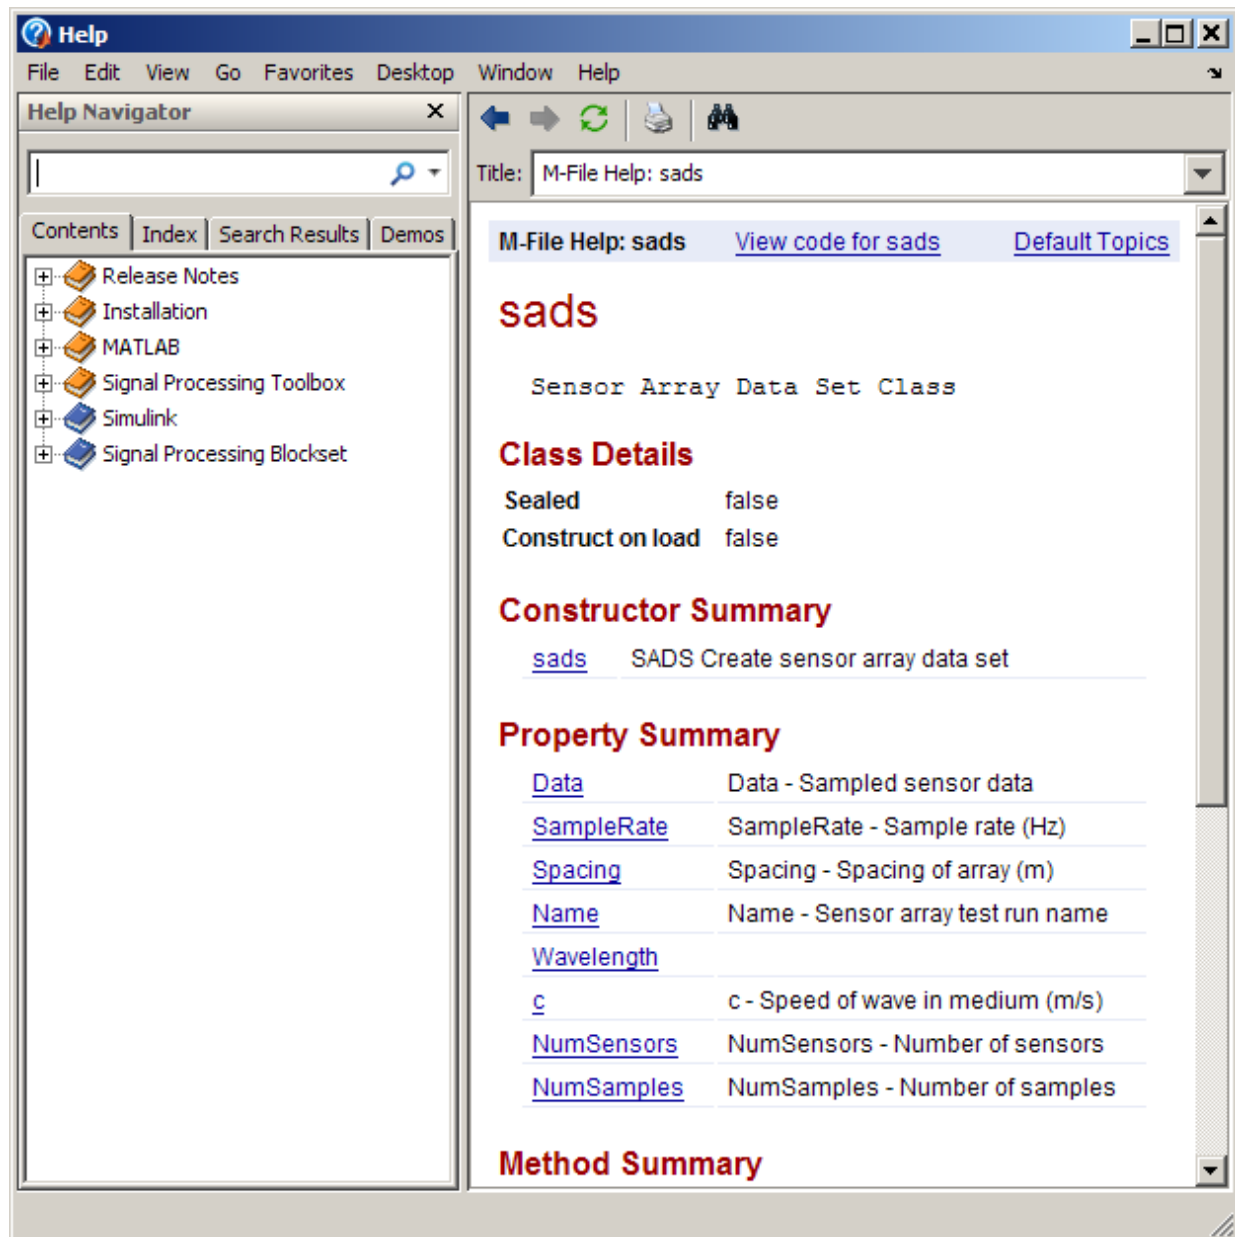 Help
File Edit View Go Favorites Desktop Window Help
Help Navigator
Contents Index Search Results Demos
Release Notes
Installation
MATLAB
Signal Processing Toolbox
Simulink
Signal Processing Blockset
Title: M-File Help: sads
M-File Help: sads View code for sads Default Topics
sads
Sensor Array Data Set Class
Class Details
Sealed false
Construct on load false
Constructor Summary
sads SADS Create sensor array data set
Property Summary
Data Data - Sampled sensor data
SampleRate SampleRate - Sample rate (Hz)
Spacing Spacing - Spacing of array (m)
Name Name - Sensor array test run name
Wavelength
c c - Speed of wave in medium (m/s)
NumSensors NumSensors - Number of sensors
NumSamples NumSamples - Number of samples
Method Summary